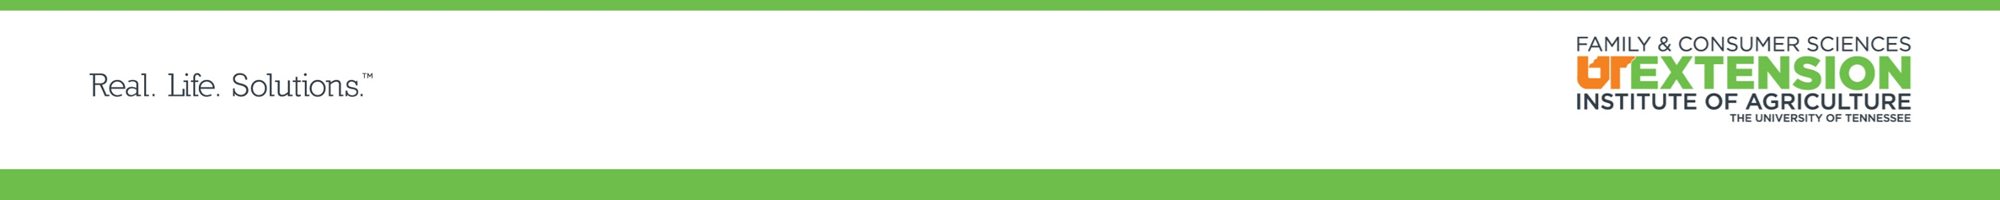 Real. Life. Solutions.™
FAMILY & CONSUMER SCIENCES
UT EXTENSION
INSTITUTE OF AGRICULTURE
THE UNIVERSITY OF TENNESSEE